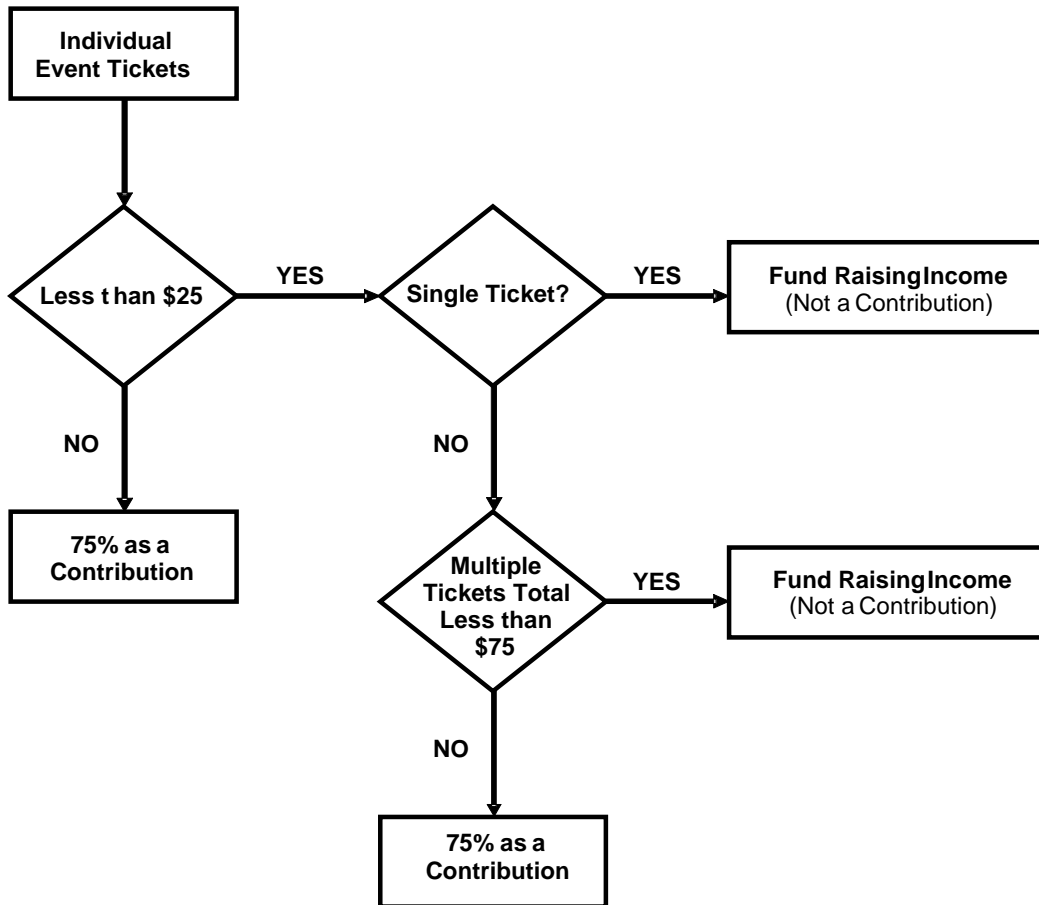 Individual
Event Tickets
Less than $25
YES
Single Ticket?
YES
Fund RaisingIncome
(Not a Contribution)
NO
NO
75% as a
Contribution
Multiple
Tickets Total
Less than
$75
YES
Fund RaisingIncome
(Not a Contribution)
NO
75% as a
Contribution